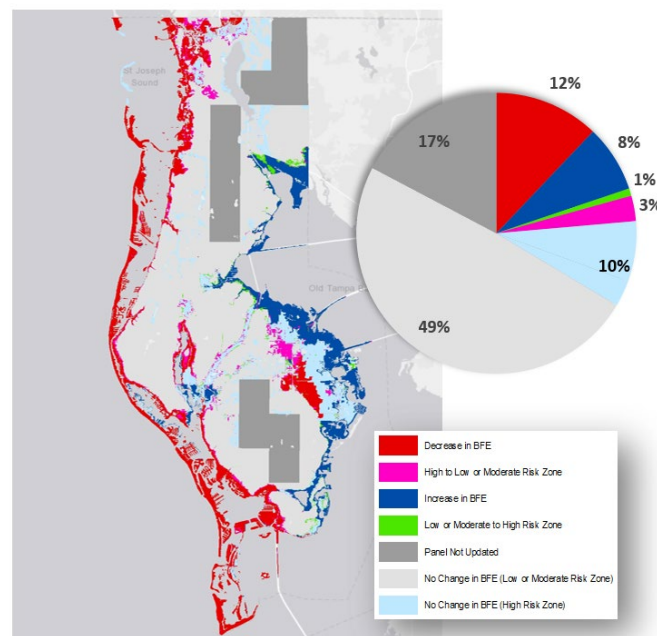 St Joseph
Sound
Old Tampa
12%
8%
1%
3%
10%
49%
17%
Decrease in BFE
High to Low or Moderate Risk Zone
Increase in BFE
Low or Moderate to High Risk Zone
Panel Not Updated
No Change in BFE (Low or Moderate Risk Zone)
No Change in BFE (High Risk Zone)